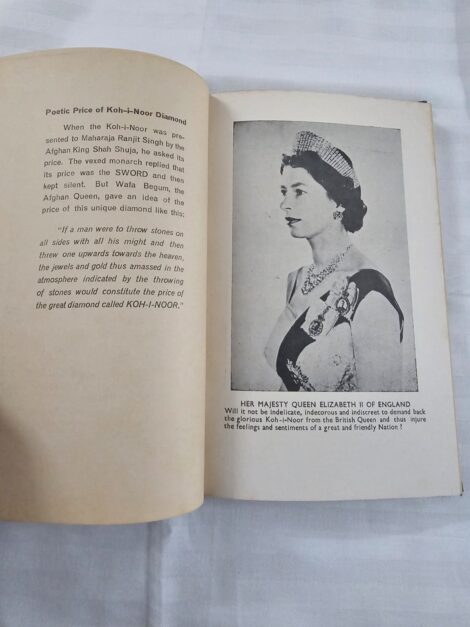 Poetic Price of Koh-i-Noor Diamond
When the Koh-i-Noor was pre-
sented to Maharaja Ranjit Singh by the
Afghan King Shah Shuja, he asked its
price. The vexed monarch replied that
its price was the SWORD and then
kept silent. But Wafa Begum, the
Afghan Queen, gave an idea of the
price of this unique diamond like this;
"If a man were to throw stones on
all sides with all his might and then
threw one upwards towards the heaven,
the jewels and gold thus amassed in the
atmosphere indicated by the throwing
of stones would constitute the price of
the great diamond called KOH-I-NOOR."
HER MAJESTY QUEEN ELIZABETH II OF ENGLAND
Will it not be indelicate, indecorous and indiscreet to demand back
the glorious Koh-i-Noor from the British Queen and thus injure
the feelings and sentiments of a great and friendly Nation ?